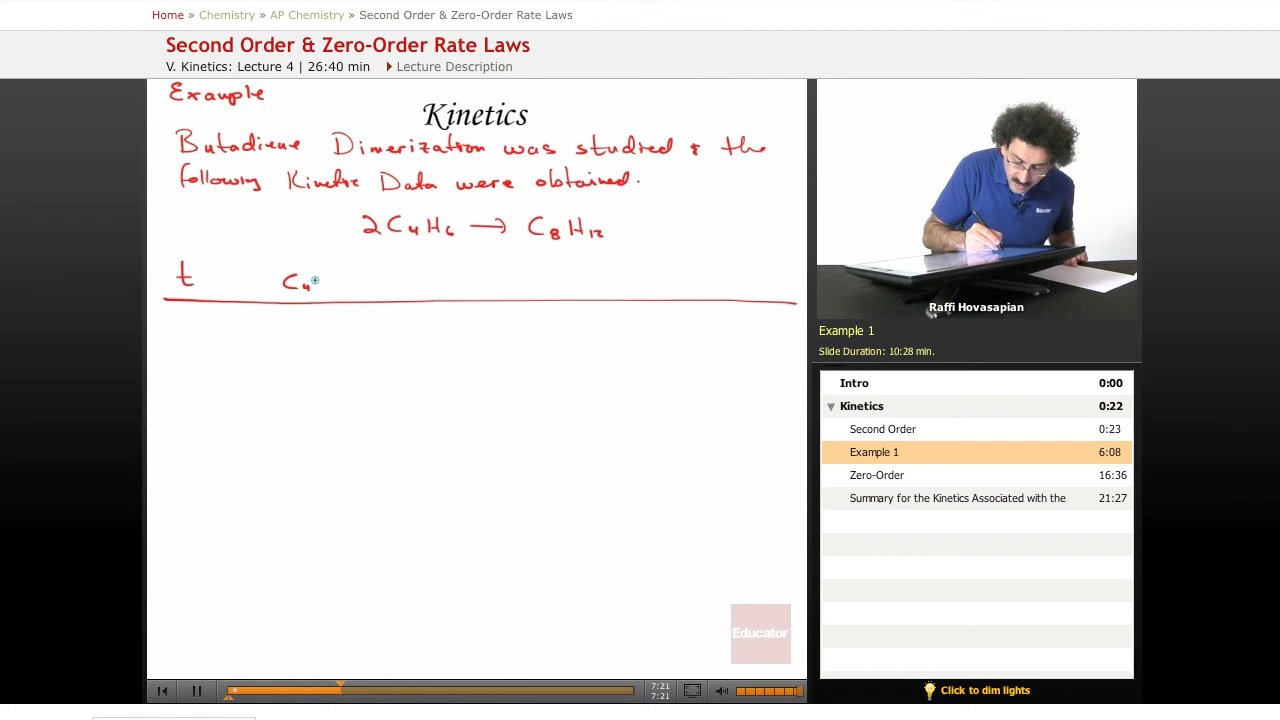 Home » Chemistry » AP Chemistry » Second Order & Zero-Order Rate Laws
Second Order & Zero-Order Rate Laws
V. Kinetics: Lecture 4 | 26:40 min Lecture Description
Example
Kinetics
Butadiene Dimerization was studied & the
following Kinetic Data were obtained.
2C₄H₆ → C₈H₁₂
t C₄
Educator
Raffi Hovasapian
Example 1
Slide Duration: 10:28 min.
Intro 0:00
▼ Kinetics 0:22
Second Order 0:23
Example 1 6:08
Zero-Order 16:36
Summary for the Kinetics Associated with the 21:27
7:21
7:21
Click to dim lights